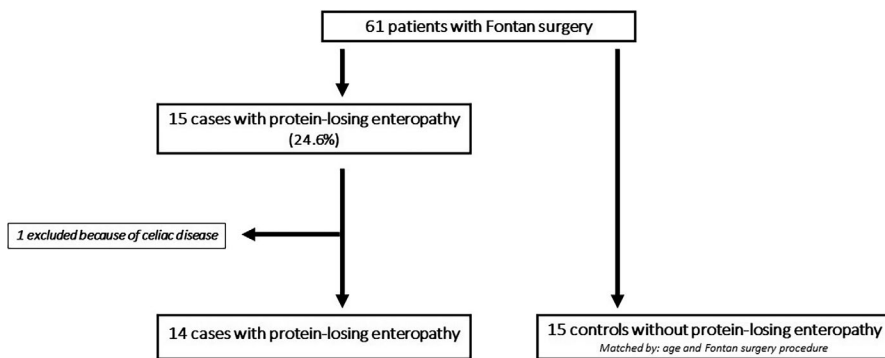 61 patients with Fontan surgery
15 cases with protein-losing enteropathy
(24.6%)
1 excluded because of celiac disease
14 cases with protein-losing enteropathy
15 controls without protein-losing enteropathy
Matched by: age and Fontan surgery procedure